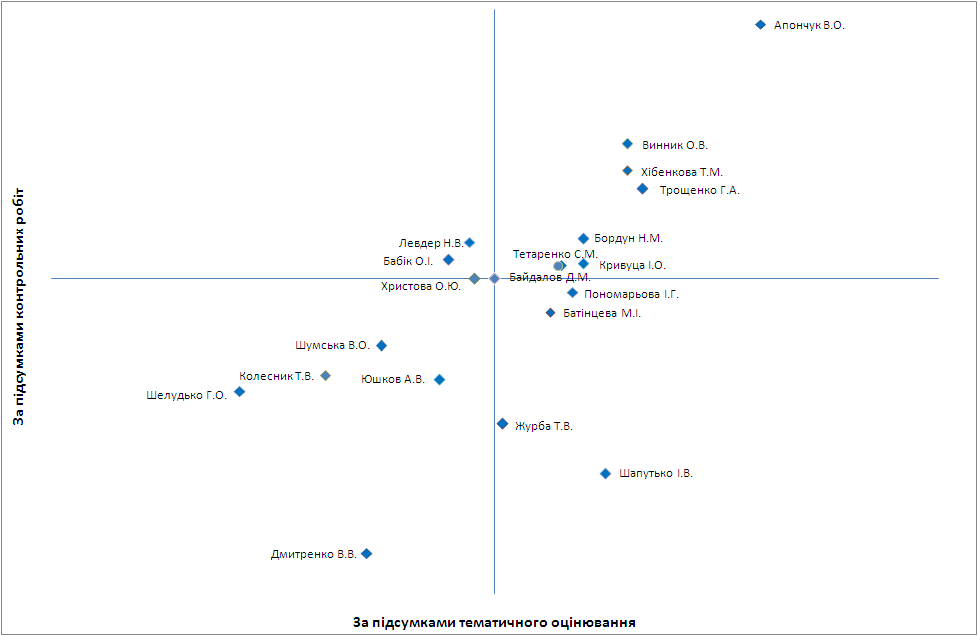 Апончук В.О.
Винник О.В.
Хібенкова Т.М.
Трощенко Г.А.
Левдер Н.В.
Бордун Н.М.
Бабік О.І.
Тетаренко С.М.
Кривуца І.О.
Христова О.Ю.
Байдалов Д.М.
Пономарьова І.Г.
Батінцева М.І.
Шумська В.О.
Колесник Т.В.
Юшков А.В.
Шелудько Г.О.
Журба Т.В.
Шапутько І.В.
Дмитренко В.В.
За підсумками контрольних робіт
За підсумками тематичного оцінювання